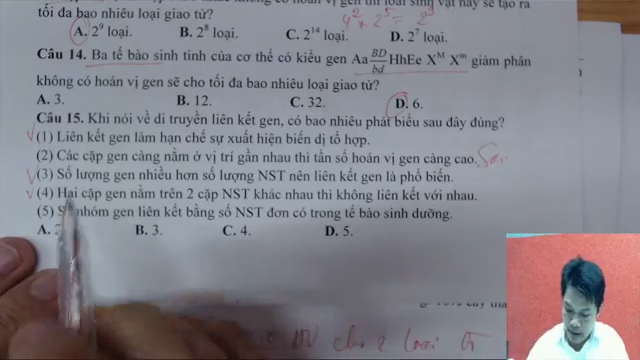 tối đa bao nhiêu loại giao tử? 4² × 2⁵ = 2⁹
A. 2⁹ loại. B. 2⁸ loại. C. 2¹⁴ loại. D. 2⁷ loại.
Câu 14. Ba tế bào sinh tinh của cơ thể có kiểu gen Aa BD/bd HhEe Xᴹ Xᵐ giảm phân
không có hoán vị gen sẽ cho tối đa bao nhiêu loại giao tử?
A. 3. B. 12. C. 32. D. 6.
Câu 15. Khi nói về di truyền liên kết gen, có bao nhiêu phát biểu sau đây đúng?
(1) Liên kết gen làm hạn chế sự xuất hiện biến dị tổ hợp.
(2) Các cặp gen càng nằm ở vị trí gần nhau thì tần số hoán vị gen càng cao. Sai
(3) Số lượng gen nhiều hơn số lượng NST nên liên kết gen là phổ biến.
(4) Hai cặp gen nằm trên 2 cặp NST khác nhau thì không liên kết với nhau.
(5) nhóm gen liên kết bằng số NST đơn có trong tế bào sinh dưỡng.
A. B. 3. C. 4. D. 5.
2 loại